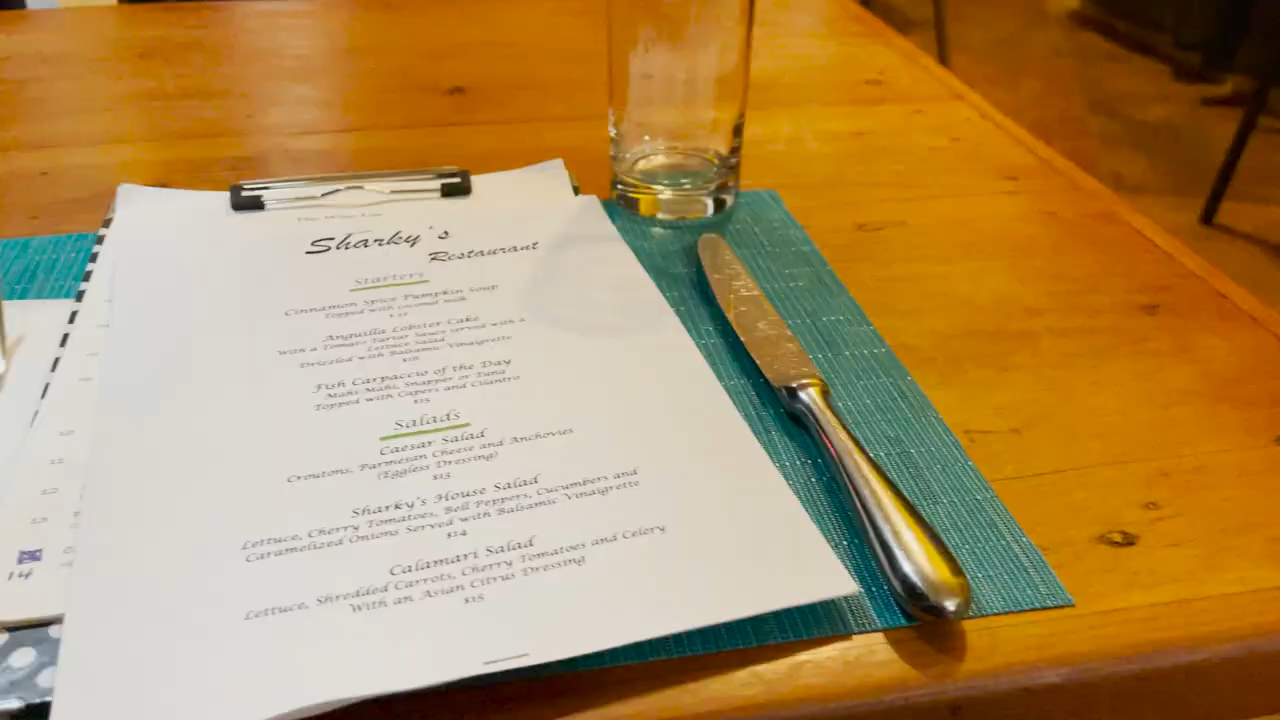 Sharky's
Restaurant
Starters
Cinnamon Spice Pumpkin Soup
Topped with coconut milk
Anguilla Lobster Cake
With a Tomato Tartar Sauce served with a
Lettuce Salad
Drizzled with Balsamic Vinaigrette
Fish Carpaccio of the Day
Mahi Mahi, Snapper or Tuna
Topped with Capers and Cilantro
$15
Salads
Caesar Salad
Croutons, Parmesan Cheese and Anchovies
(Eggless Dressing)
$13
Sharky's House Salad
Lettuce, Cherry Tomatoes, Bell Peppers, Cucumbers and
Caramelized Onions Served with Balsamic Vinaigrette
$14
Calamari Salad
Lettuce, Shredded Carrots, Cherry Tomatoes and Celery
With an Asian Citrus Dressing
$15
14